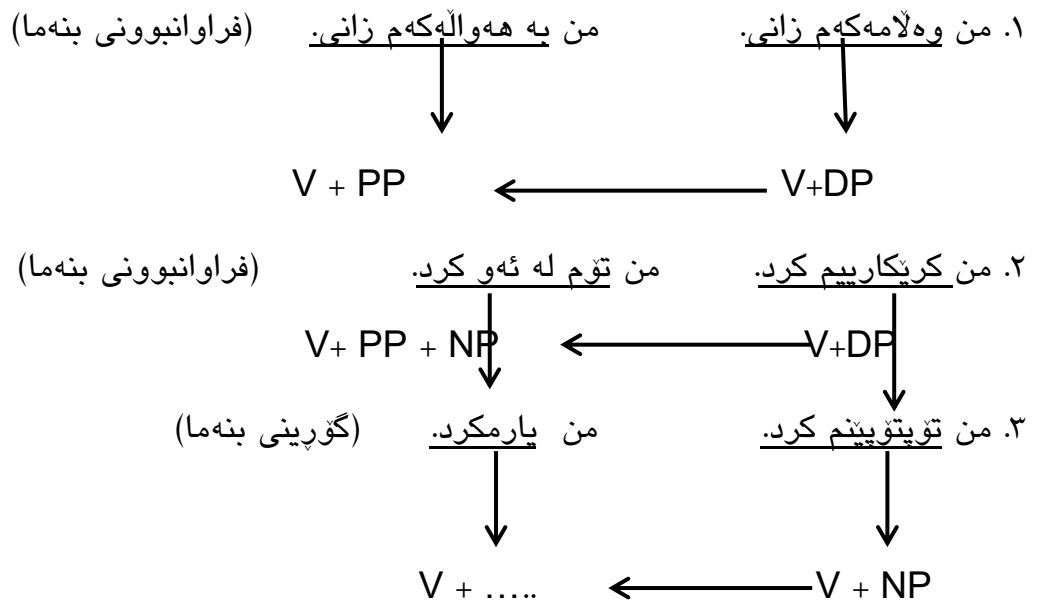 ١. من وەڵامەکەم زانی. من بە هەواڵەکەم زانی. (فراوانبوونی بنەما)
V+DP V + PP
٢. من کرێکارییم کرد. من تۆم لە ئەو کرد. (فراوانبوونی بنەما)
V+DP V+ PP + NP
٣. من تۆپتۆپێنم کرد. من یارمکرد. (گۆڕینی بنەما)
V + NP V + .....